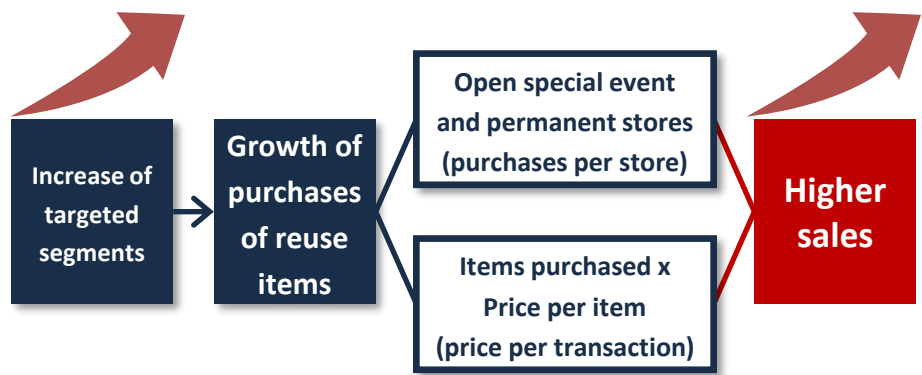 Increase of
targeted
segments
Growth of
purchases
of reuse
items
Open special event
and permanent stores
(purchases per store)
Items purchased x
Price per item
(price per transaction)
Higher
sales